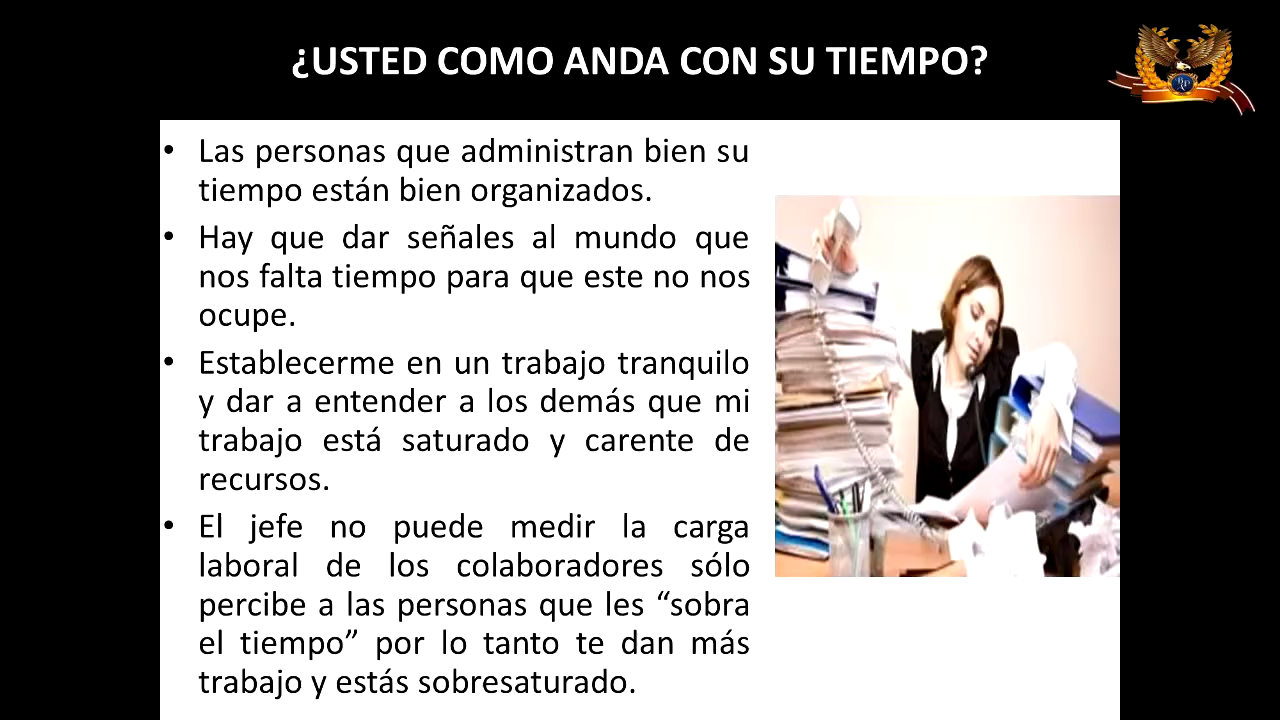 ¿USTED COMO ANDA CON SU TIEMPO?
• Las personas que administran bien su
tiempo están bien organizados.
• Hay que dar señales al mundo que
nos falta tiempo para que este no nos
ocupe.
• Establecerme en un trabajo tranquilo
y dar a entender a los demás que mi
trabajo está saturado y carente de
recursos.
• El jefe no puede medir la carga
laboral de los colaboradores sólo
percibe a las personas que les “sobra
el tiempo” por lo tanto te dan más
trabajo y estás sobresaturado.